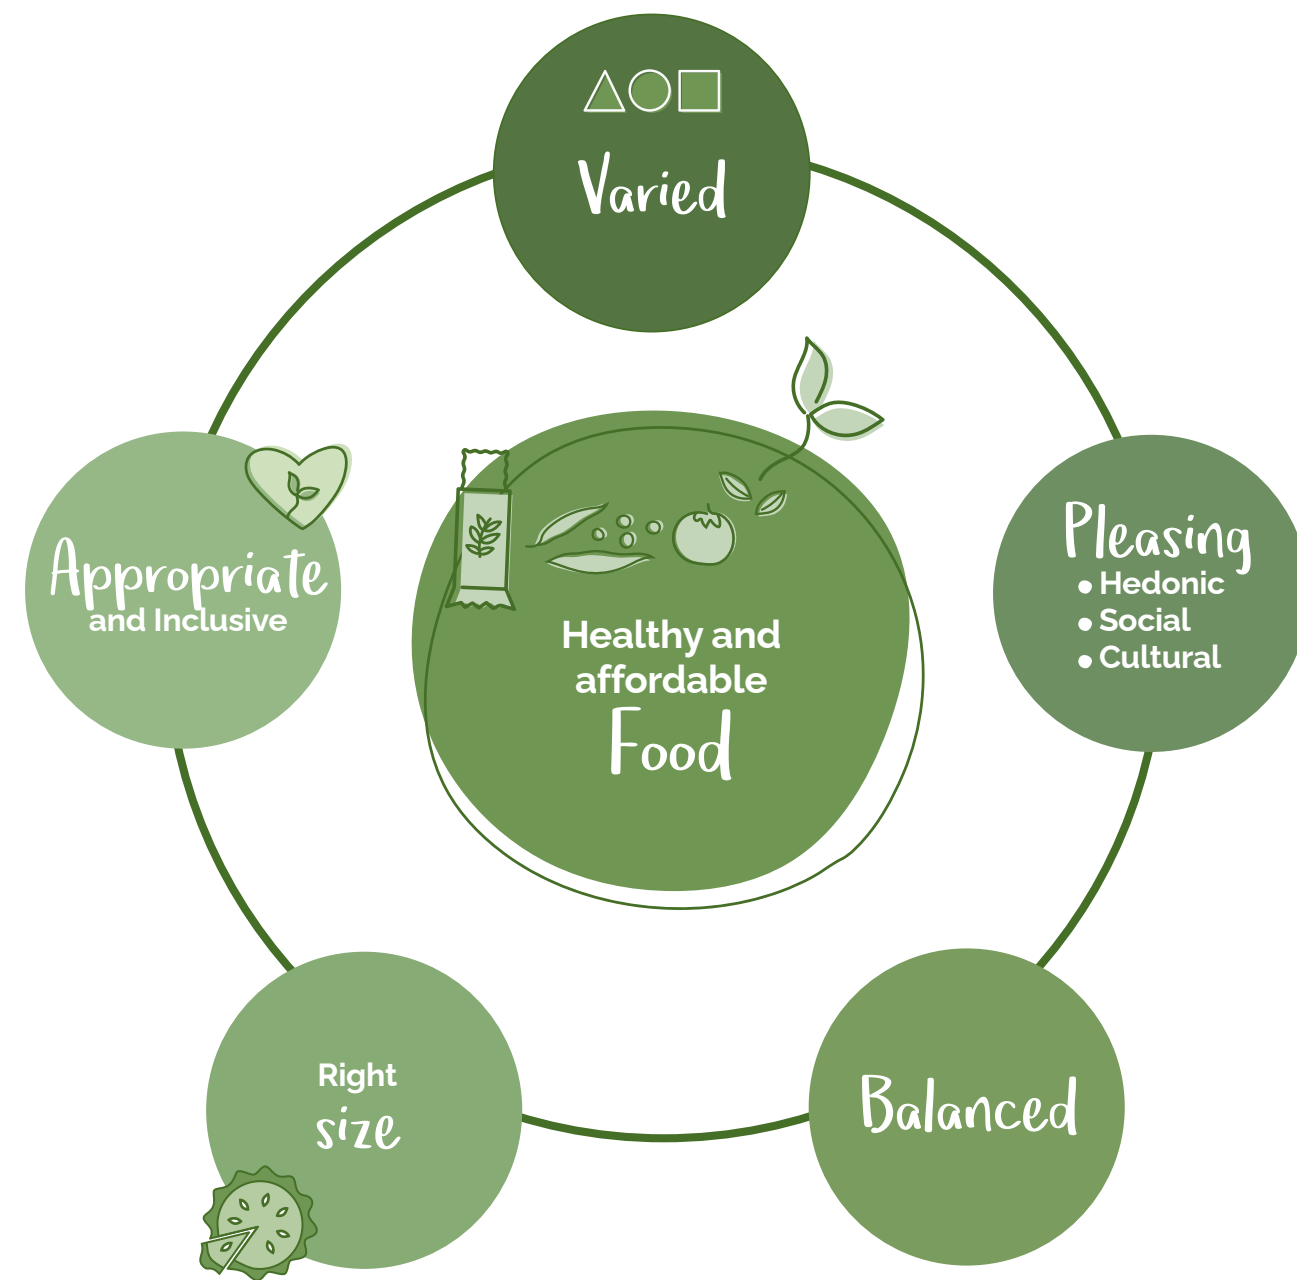 Varied
Appropriate
and Inclusive
Pleasing
• Hedonic
• Social
• Cultural
Healthy and
affordable
Food
Right
size
Balanced